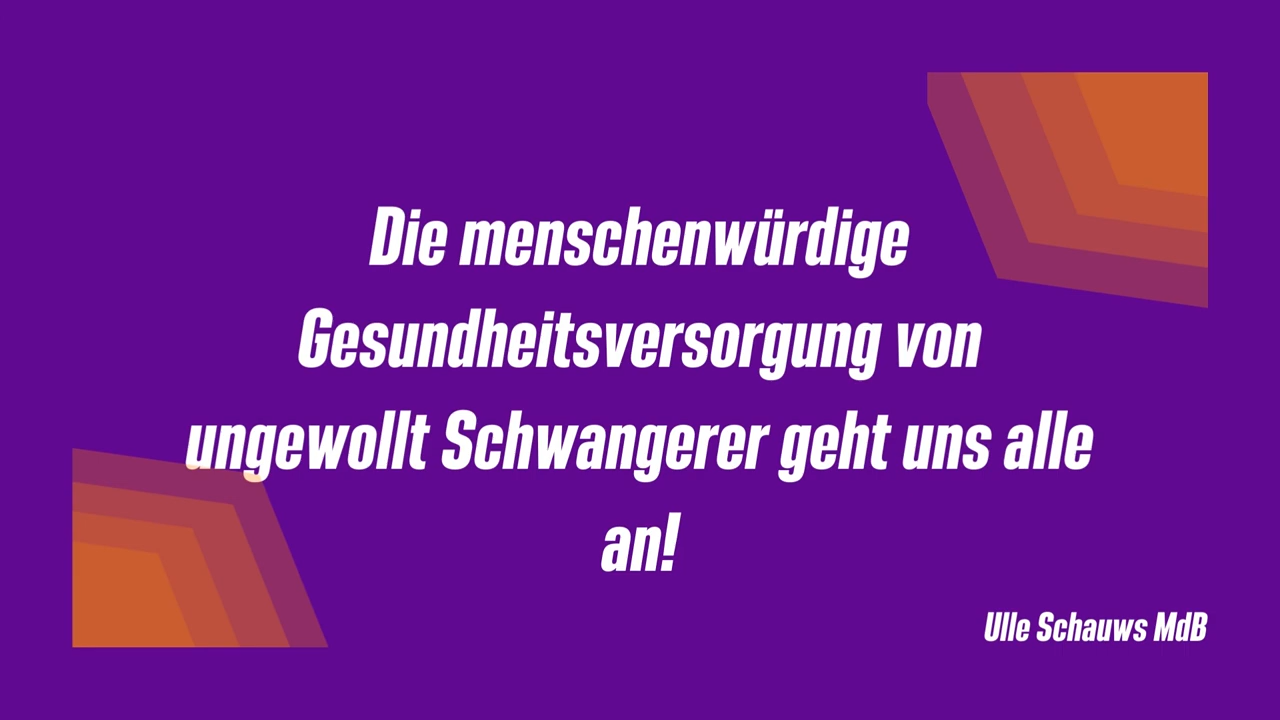 Die menschenwürdige
Gesundheitsversorgung von
ungewollt Schwangerer geht uns alle
an!
Ulle Schauws MdB